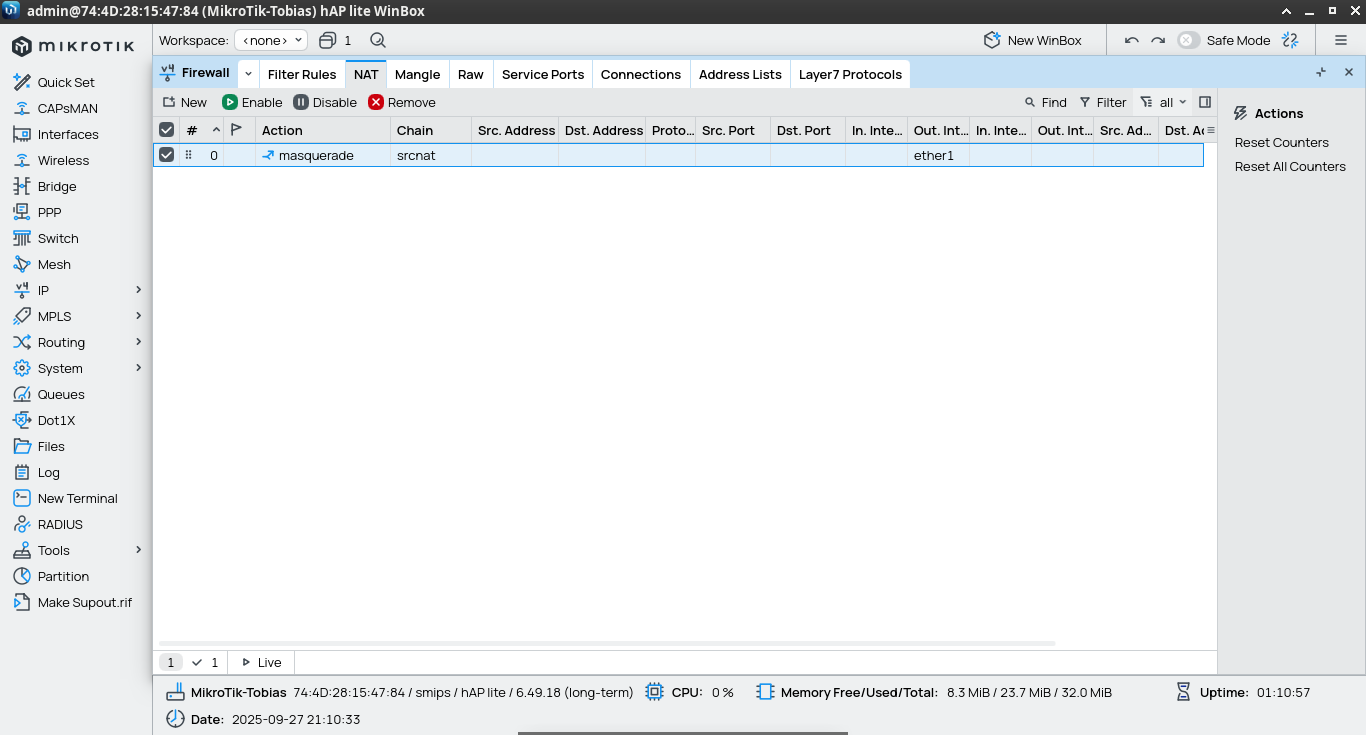 admin@74:4D:28:15:47:84 (MikroTik-Tobias) hAP lite WinBox
MIKROTIK
Workspace: <none> 1 New WinBox Safe Mode
Firewall Filter Rules NAT Mangle Raw Service Ports Connections Address Lists Layer7 Protocols
New Enable Disable Remove Find Filter all
# Action Chain Src. Address Dst. Address Proto... Src. Port Dst. Port In. Inte... Out. Int... In. Inte... Out. Int... Src. Ad... Dst. Ac
0 masquerade srcnat ether1
Actions
Reset Counters
Reset All Counters
Quick Set
CAPsMAN
Interfaces
Wireless
Bridge
PPP
Switch
Mesh
v4 IP
MPLS
Routing
System
Queues
Dot1X
Files
Log
New Terminal
RADIUS
Tools
Partition
Make Supout.rif
1 1 Live
MikroTik-Tobias 74:4D:28:15:47:84 / smips / hAP lite / 6.49.18 (long-term) CPU: 0 % Memory Free/Used/Total: 8.3 MiB / 23.7 MiB / 32.0 MiB Uptime: 01:10:57
Date: 2025-09-27 21:10:33